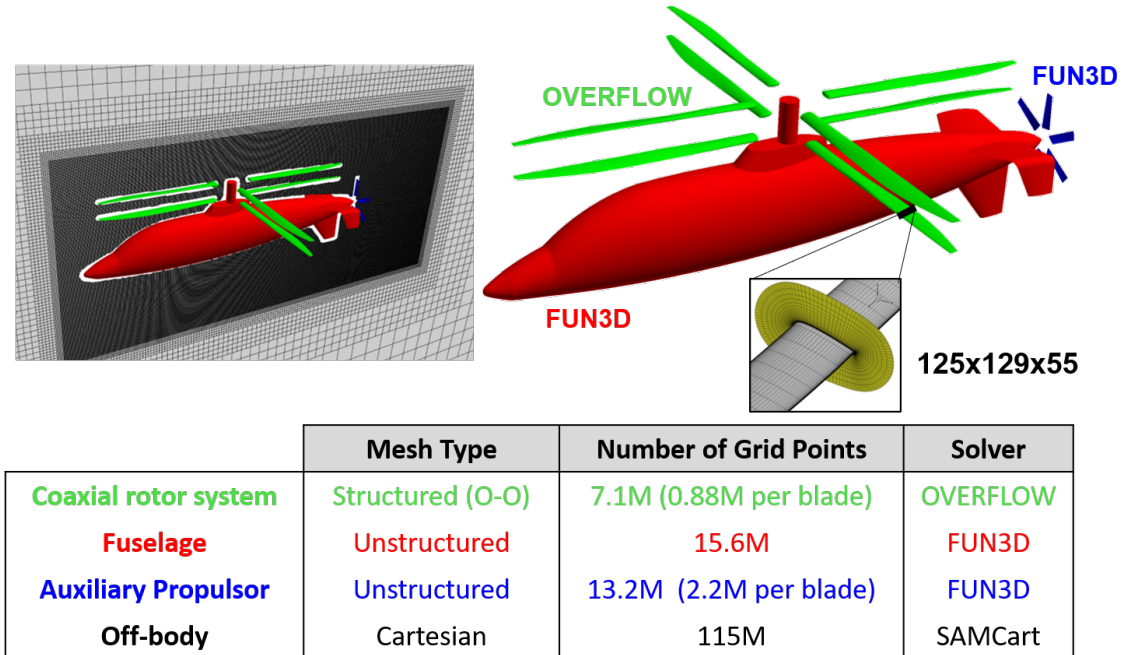 OVERFLOW
FUN3D
FUN3D
125x129x55
Mesh Type Number of Grid Points Solver
Coaxial rotor system Structured (O-O) 7.1M (0.88M per blade) OVERFLOW
Fuselage Unstructured 15.6M FUN3D
Auxiliary Propulsor Unstructured 13.2M (2.2M per blade) FUN3D
Off-body Cartesian 115M SAMCart